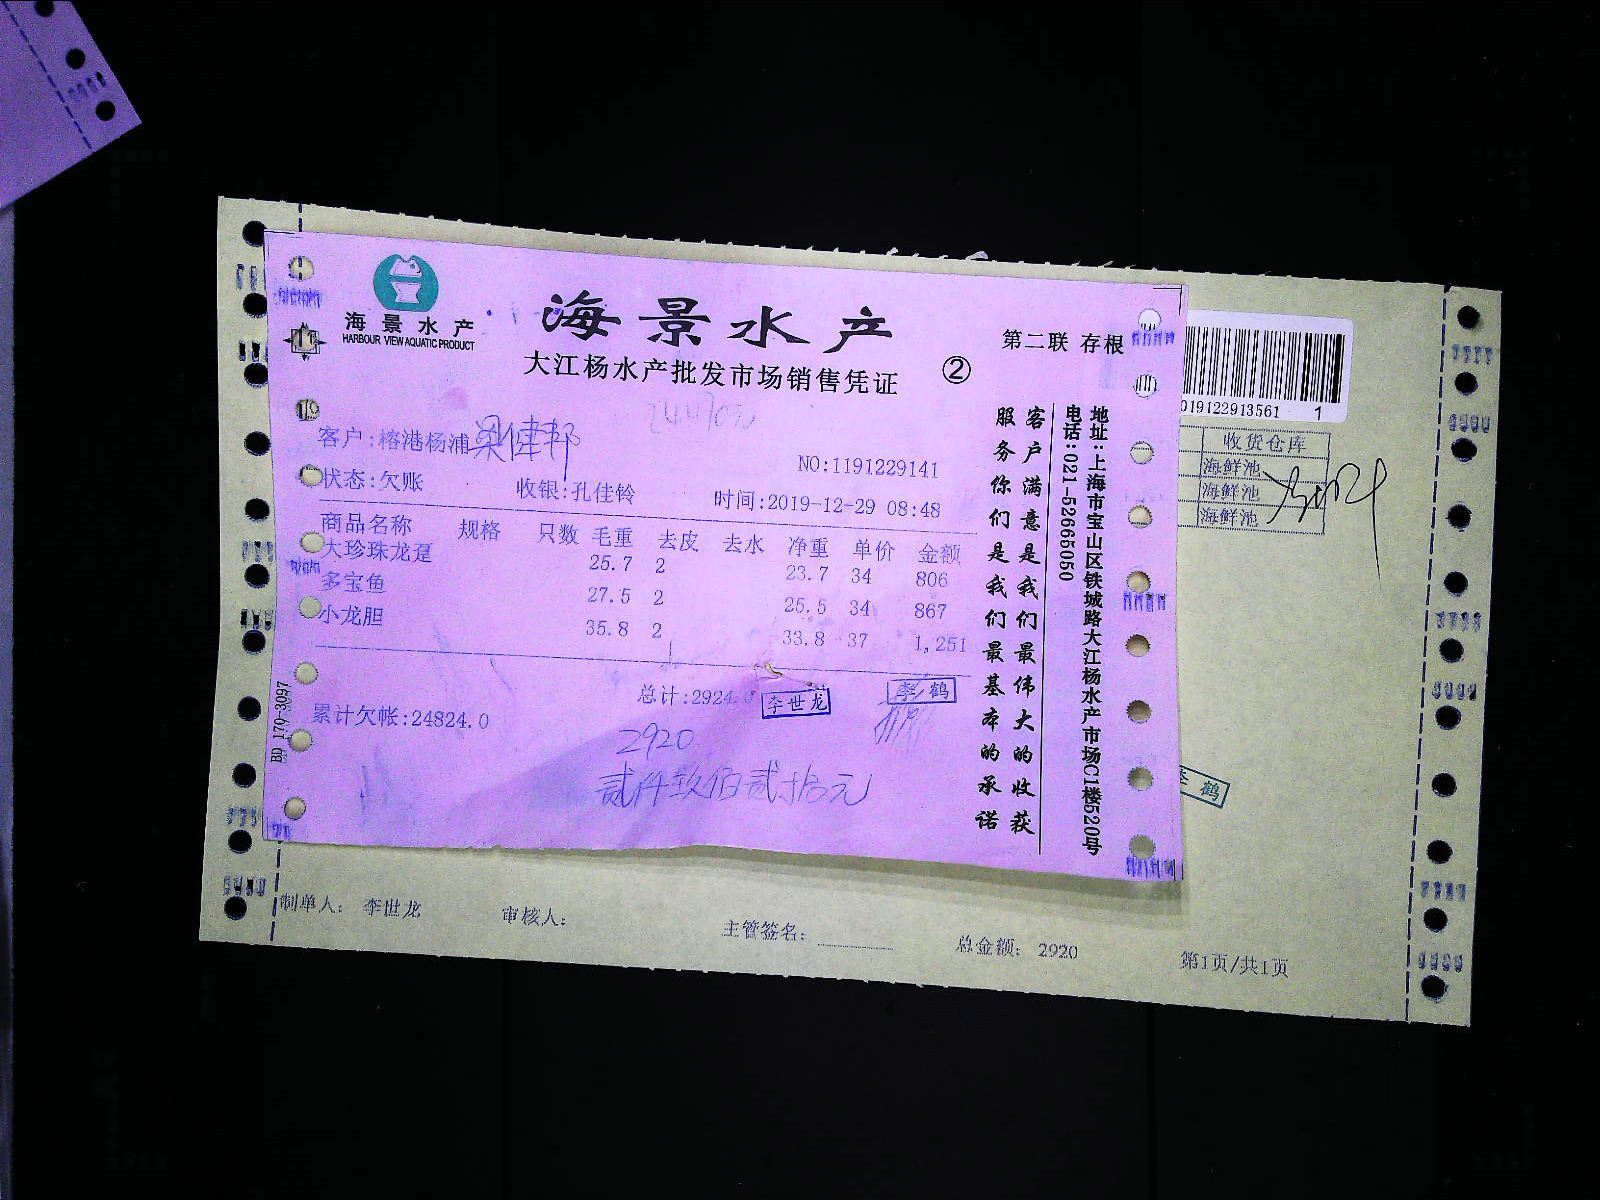 海景水产
HARBOUR VIEW AQUATIC PRODUCT
海景水产
大江杨水产批发市场销售凭证
②
第二联 存根
客户:榕港杨浦
NO:1191229141
状态:欠账
收银:孔佳铃
时间:2019-12-29 08:48
商品名称 规格 只数 毛重 去皮 去水 净重 单价 金额
大珍珠龙趸 25.7 2 23.7 34 806
多宝鱼 27.5 2 25.5 34 867
小龙胆 35.8 2 33.8 37 1,251
总计:2924.0
李世龙
李鹤
累计欠帐:24824.0
2920
贰仟玖佰贰拾元
BD 170-3097
客户满意是我们最伟大的收获
服务你们是我们最基本的承诺
地址:上海市宝山区铁城路大江杨水产市场C1楼520号
电话:021-52665050
019122913561 1
收货仓库
海鲜池
海鲜池
海鲜池
李鹤
制单人: 李世龙
审核人:
主管签名:
总金额: 2920
第1页/共1页